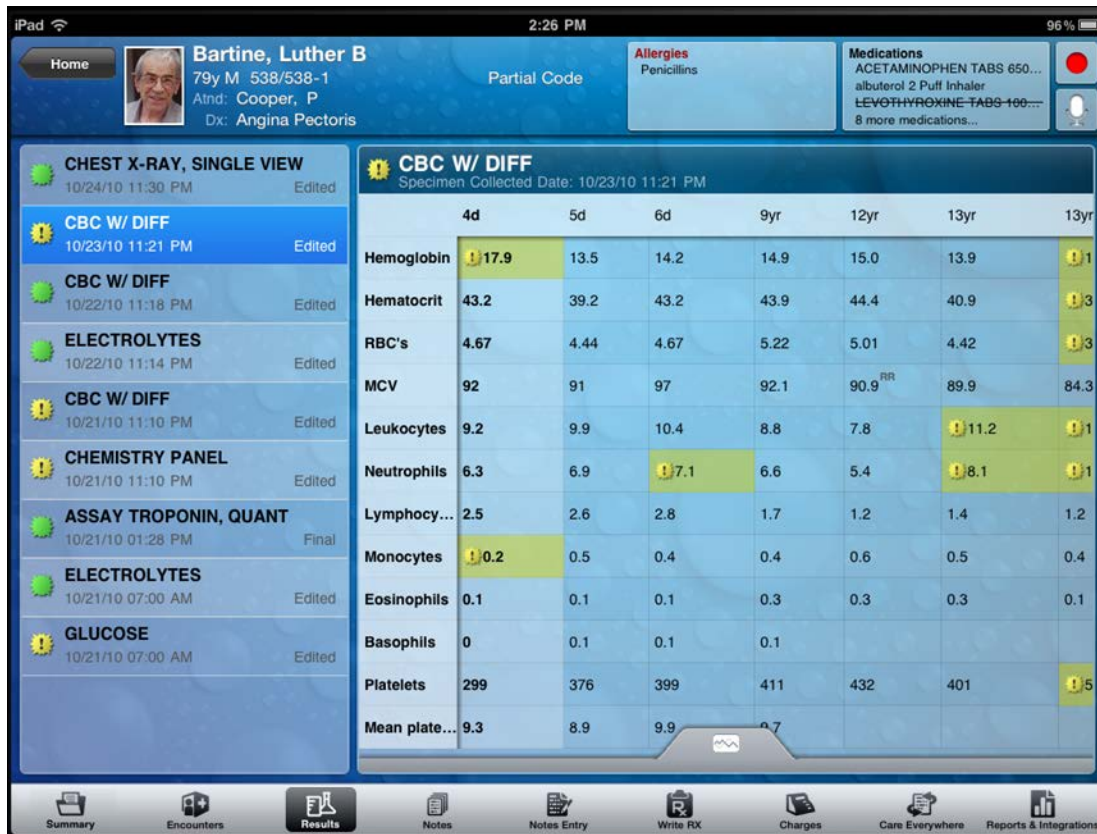 iPad 2:26 PM 96%
Home
Bartine, Luther B
79y M 538/538-1
Atnd: Cooper, P
Dx: Angina Pectoris
Partial Code
Allergies
Penicillins
Medications
ACETAMINOPHEN TABS 650...
albuterol 2 Puff Inhaler
LEVOTHYROXINE TABS 100...
8 more medications...
CHEST X-RAY, SINGLE VIEW
10/24/10 11:30 PM Edited
CBC W/ DIFF
10/23/10 11:21 PM Edited
CBC W/ DIFF
10/22/10 11:18 PM Edited
ELECTROLYTES
10/22/10 11:14 PM Edited
CBC W/ DIFF
10/21/10 11:10 PM Edited
CHEMISTRY PANEL
10/21/10 11:10 PM Edited
ASSAY TROPONIN, QUANT
10/21/10 01:28 PM Final
ELECTROLYTES
10/21/10 07:00 AM Edited
GLUCOSE
10/21/10 07:00 AM Edited
CBC W/ DIFF
Specimen Collected Date: 10/23/10 11:21 PM
4d 5d 6d 9yr 12yr 13yr 13yr
Hemoglobin ! 17.9 13.5 14.2 14.9 15.0 13.9 ! 1
Hematocrit 43.2 39.2 43.2 43.9 44.4 40.9 ! 3
RBC's 4.67 4.44 4.67 5.22 5.01 4.42 ! 3
MCV 92 91 97 92.1 90.9 RR 89.9 84.3
Leukocytes 9.2 9.9 10.4 8.8 7.8 ! 11.2 ! 1
Neutrophils 6.3 6.9 ! 7.1 6.6 5.4 ! 8.1 ! 1
Lymphocy... 2.5 2.6 2.8 1.7 1.2 1.4 1.2
Monocytes ! 0.2 0.5 0.4 0.4 0.6 0.5 0.4
Eosinophils 0.1 0.1 0.1 0.3 0.3 0.3 0.1
Basophils 0 0.1 0.1 0.1
Platelets 299 376 399 411 432 401 ! 5
Mean plate... 9.3 8.9 9.9
Summary Encounters Results Notes Notes Entry Write RX Charges Care Everywhere Reports & Integrations